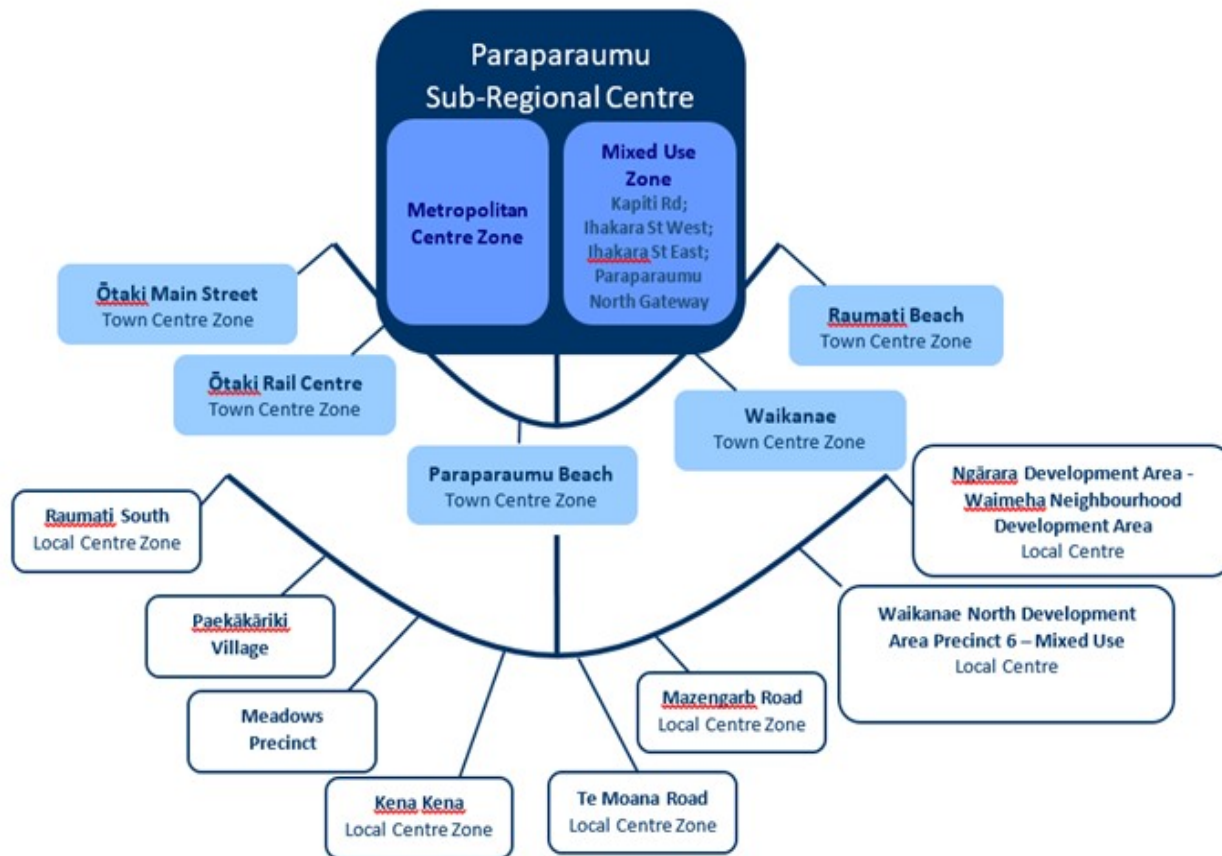 Paraparaumu
Sub-Regional Centre
Metropolitan
Centre Zone
Mixed Use
Zone
Kapiti Rd;
Ihakara St West;
Ihakara St East;
Paraparaumu
North Gateway
Ōtaki Main Street
Town Centre Zone
Ōtaki Rail Centre
Town Centre Zone
Paraparaumu Beach
Town Centre Zone
Waikanae
Town Centre Zone
Raumati Beach
Town Centre Zone
Raumati South
Local Centre Zone
Paekākāriki
Village
Meadows
Precinct
Kena Kena
Local Centre Zone
Te Moana Road
Local Centre Zone
Mazengarb Road
Local Centre Zone
Waikanae North Development
Area Precinct 6 – Mixed Use
Local Centre
Ngārara Development Area -
Waimeha Neighbourhood
Development Area
Local Centre